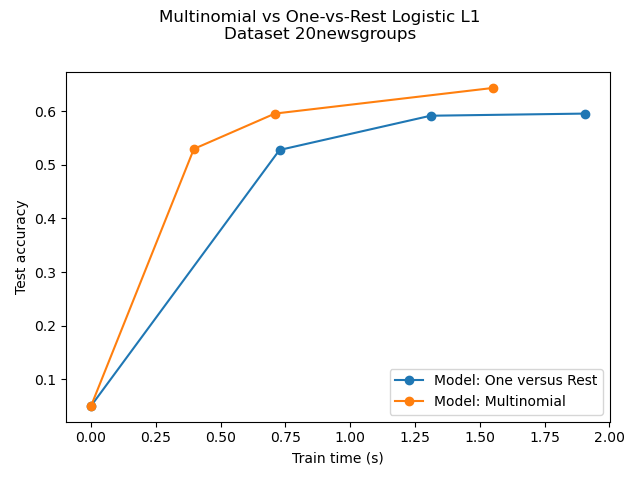 Multinomial vs One-vs-Rest Logistic L1
Dataset 20newsgroups
0.6
0.5
0.4
0.3
0.2
0.1
Test accuracy
Model: One versus Rest
Model: Multinomial
0.00 0.25 0.50 0.75 1.00 1.25 1.50 1.75 2.00
Train time (s)